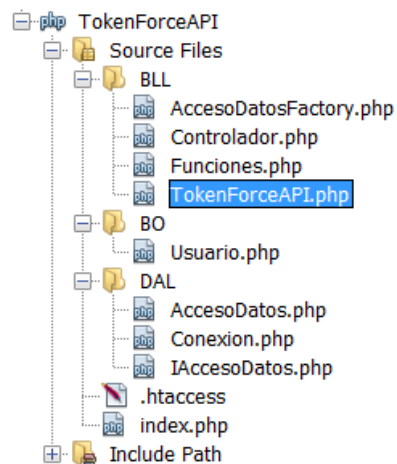 TokenForceAPI
Source Files
BLL
AccesoDatosFactory.php
Controlador.php
Funciones.php
TokenForceAPI.php
BO
Usuario.php
DAL
AccesoDatos.php
Conexion.php
IAccesoDatos.php
.htaccess
index.php
Include Path